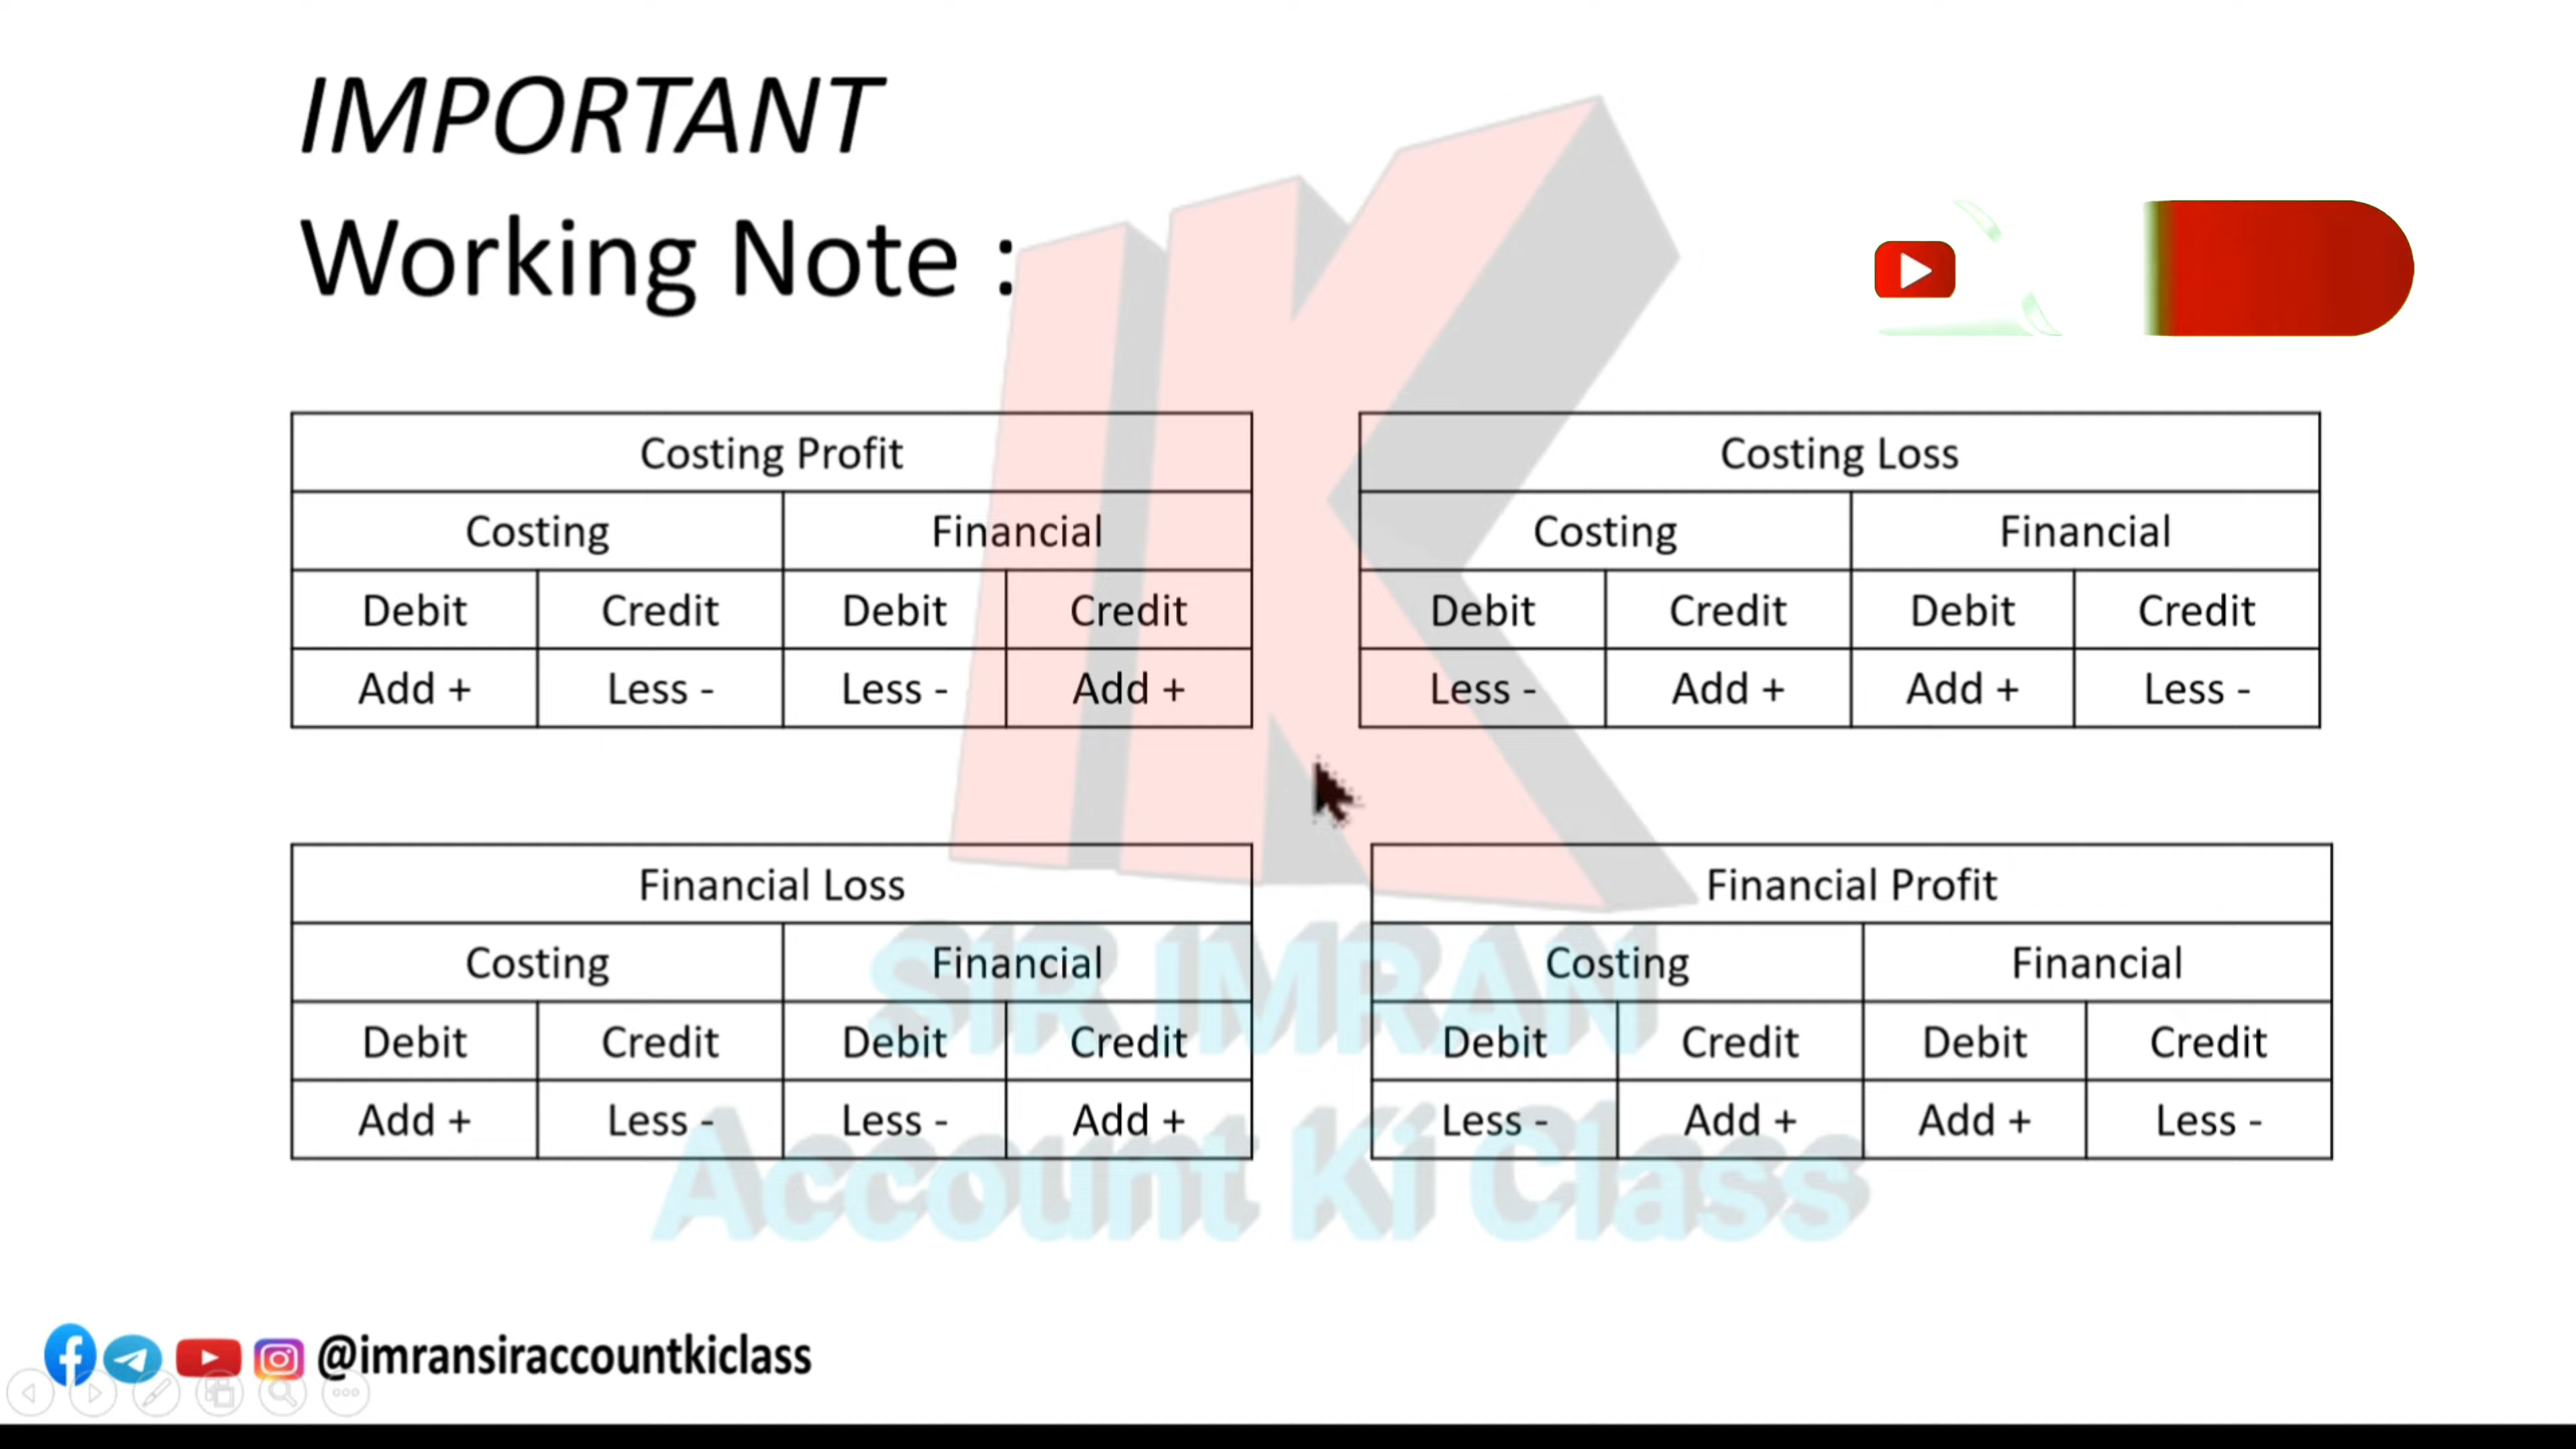 IMPORTANT
Working Note :
Costing Profit
Costing Financial
Debit Credit Debit Credit
Add + Less - Less - Add +
Costing Loss
Costing Financial
Debit Credit Debit Credit
Less - Add + Add + Less -
Financial Loss
Costing Financial
Debit Credit Debit Credit
Add + Less - Less - Add +
Financial Profit
Costing Financial
Debit Credit Debit Credit
Less - Add + Add + Less -
IK
SIR IMRAN
Account Ki Class
@imransiraccountkiclass